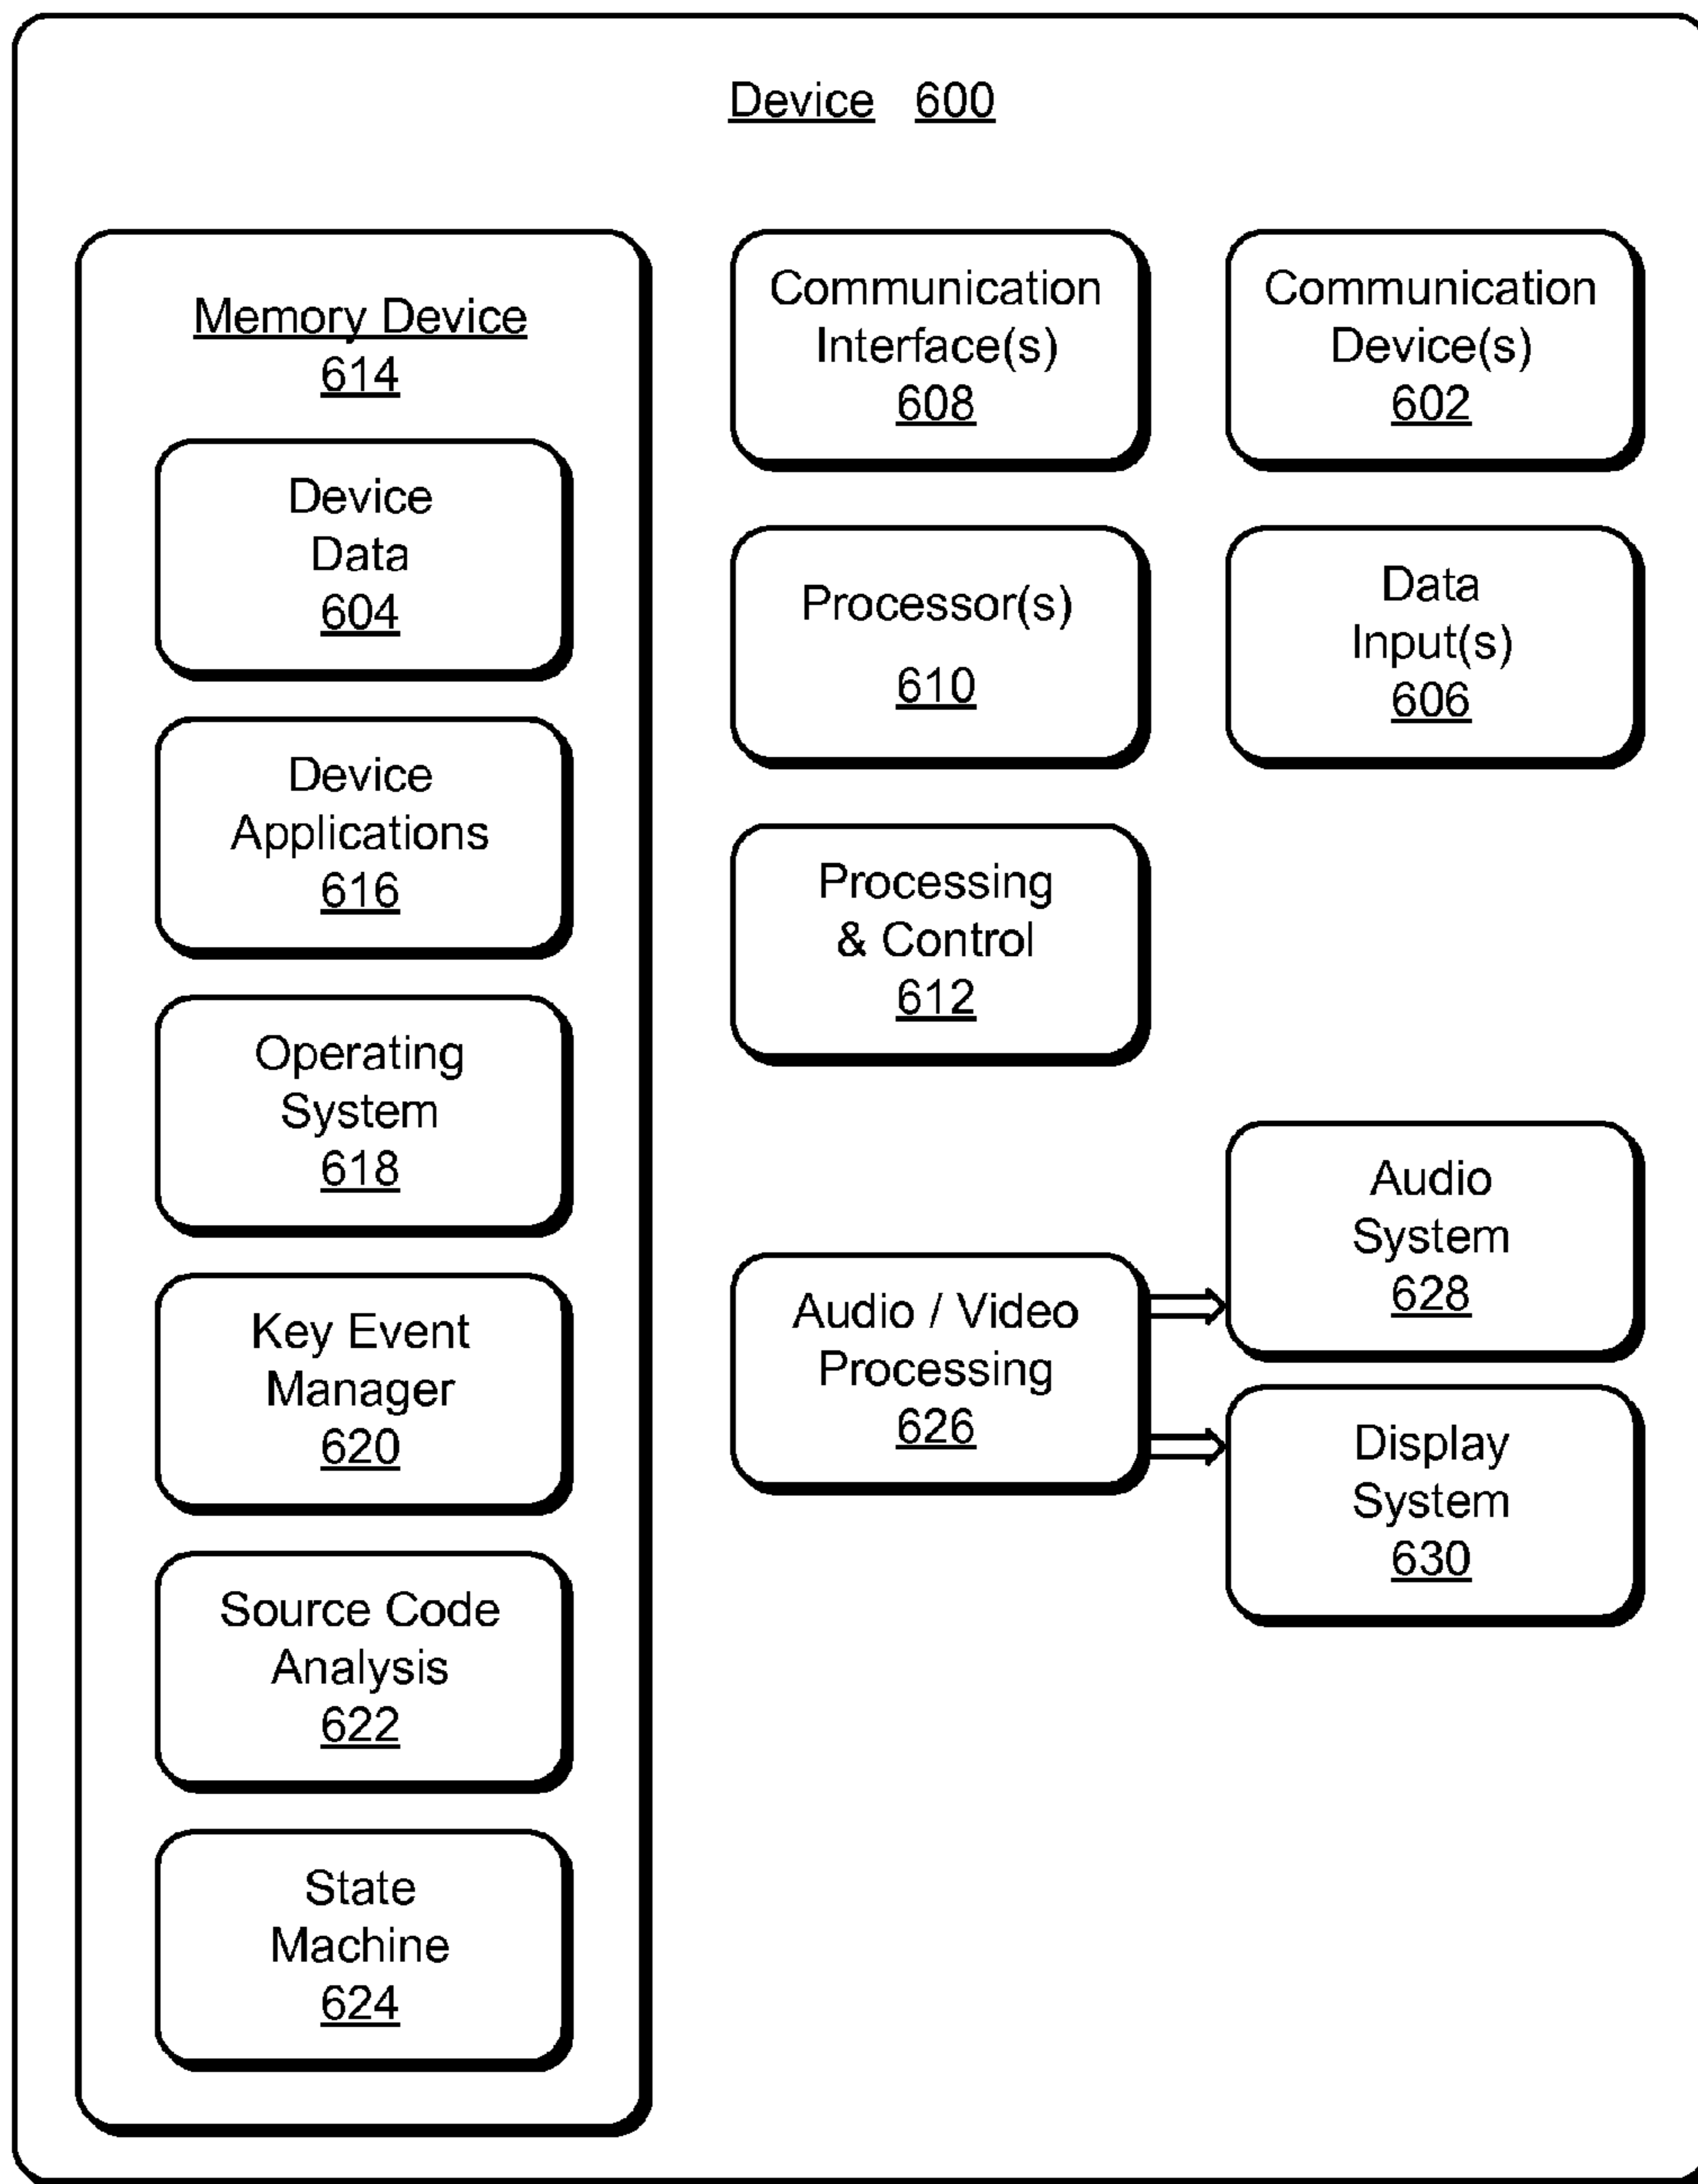 Device 600
Memory Device
614
Device
Data
604
Device
Applications
616
Operating
System
618
Key Event
Manager
620
Source Code
Analysis
622
State
Machine
624
Communication
Interface(s)
608
Communication
Device(s)
602
Processor(s)
610
Data
Input(s)
606
Processing
& Control
612
Audio / Video
Processing
626
Audio
System
628
Display
System
630